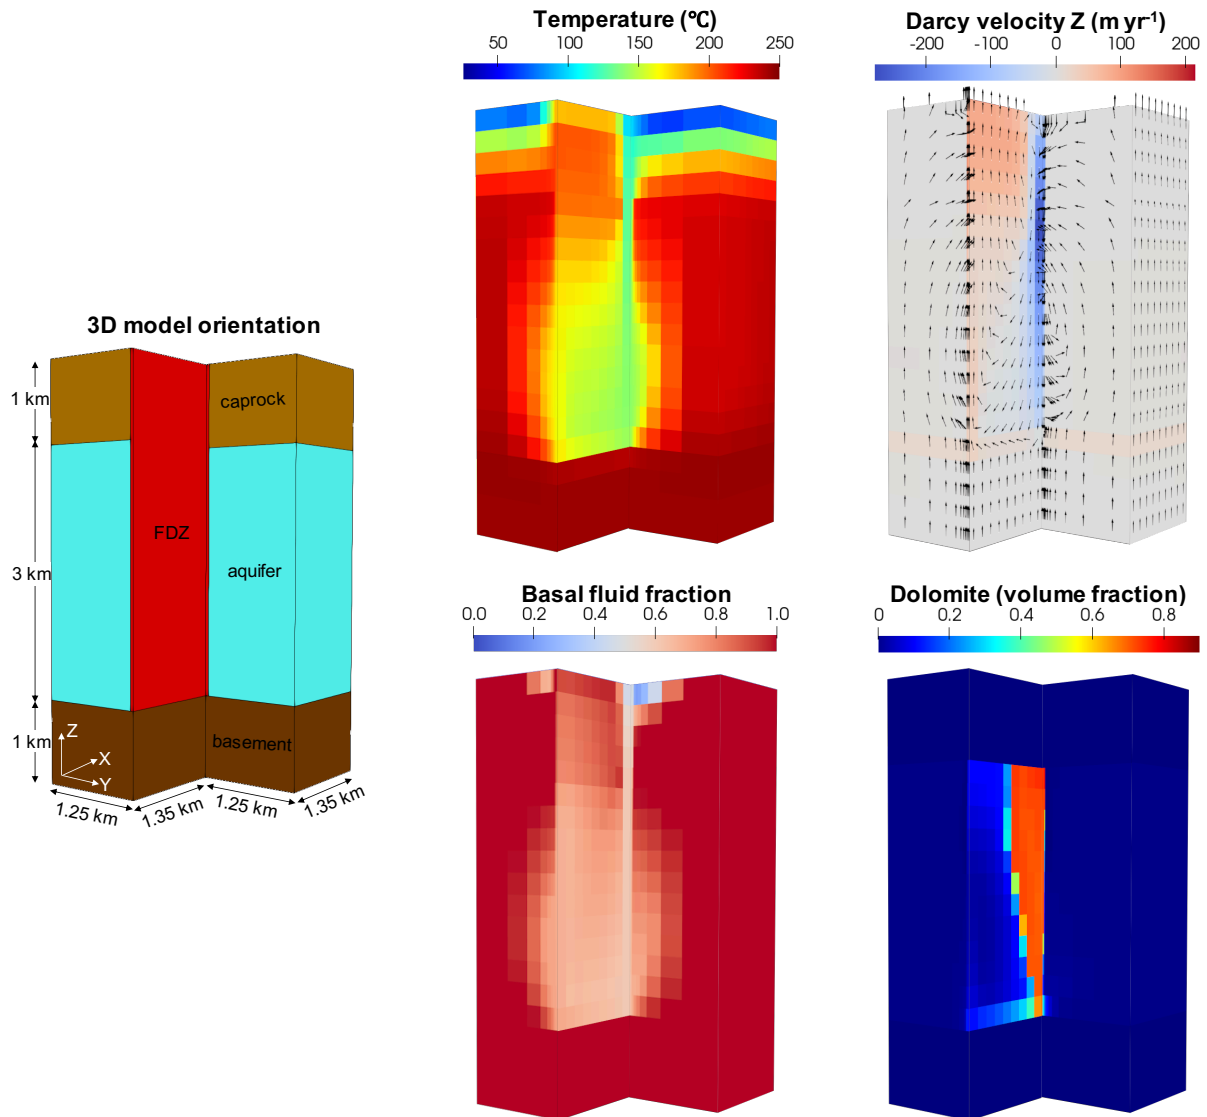 Temperature (℃)
50 100 150 200 250
Darcy velocity Z (m yr⁻¹)
-200 -100 0 100 200
3D model orientation
1 km
caprock
FDZ
3 km
aquifer
1 km
basement
Z
X
Y
1.25 km
1.35 km
1.25 km
1.35 km
Basal fluid fraction
0.0 0.2 0.4 0.6 0.8 1.0
Dolomite (volume fraction)
0 0.2 0.4 0.6 0.8